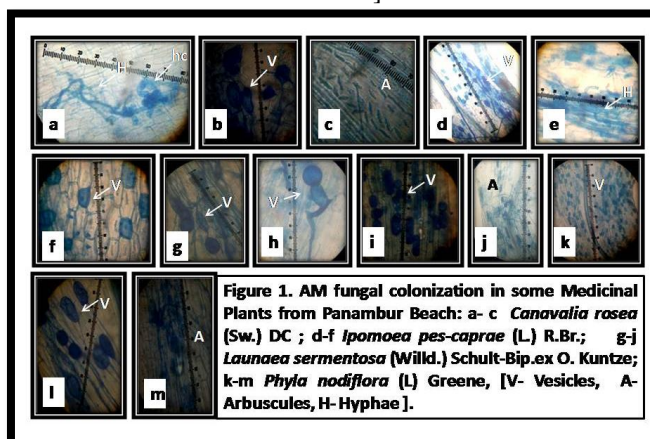 H hc
a
V
b
A
c
V
d
H
e
V
f
V
g
V
h
V
i
A
j
V
k
V
l
A
m
Figure 1. AM fungal colonization in some Medicinal
Plants from Panambur Beach: a- c Canavalia rosea
(Sw.) DC ; d-f Ipomoea pes-caprae (L.) R.Br.; g-j
Launaea sermentosa (Willd.) Schult-Bip.ex O. Kuntze;
k-m Phyla nodiflora (L) Greene, [V- Vesicles, A-
Arbuscules, H- Hyphae ].